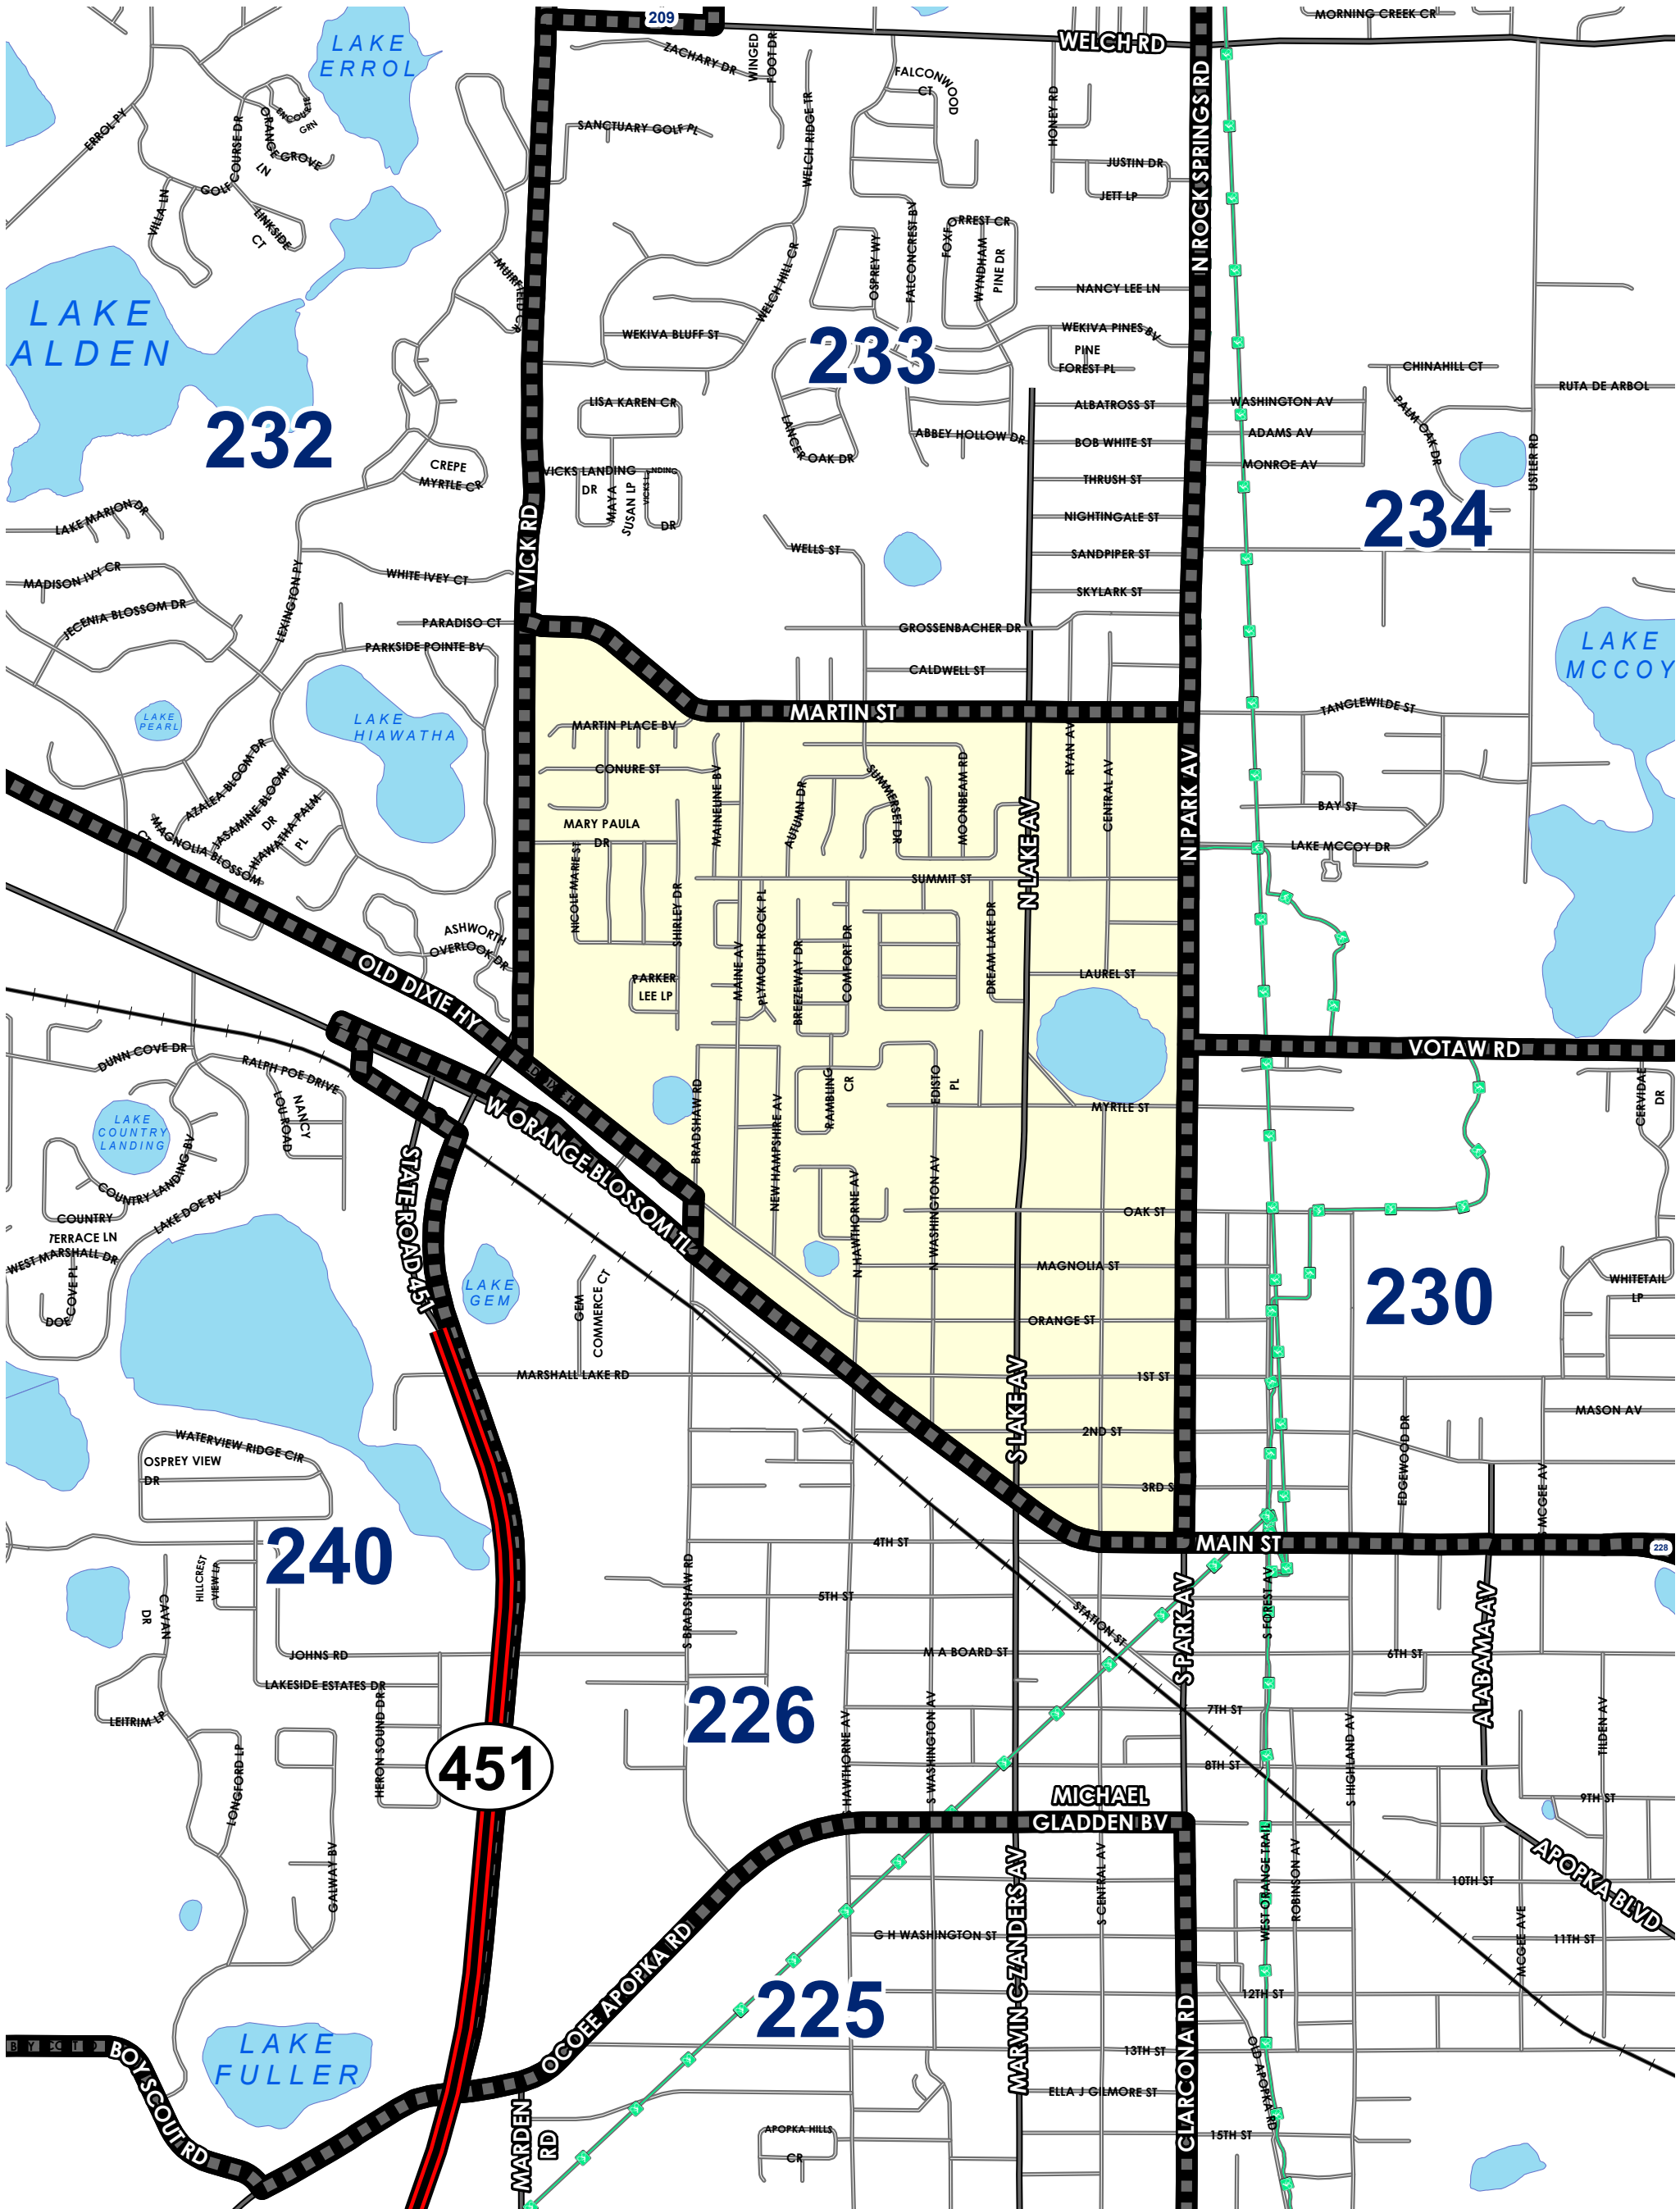 209
MORNING CREEK CR
WELCH RD
LAKE
ERROL
ZACHARY DR
WINGED
FOOT DR
FALCONWOOD
CT
HONEY RD
N ROCK SPRINGS RD
ERROL PY
ENCOURTE
GRN
ORANGE
GROVE
LN
GOLF COURSE DR
SANCTUARY GOLF PL
WELCH RIDGE TR
JUSTIN DR
JETT LP
VILLA LN
LINKSIDE
CT
MUIRFIELD CR
WELCH HILL CR
OSPREY WY
FALCONCREST BV
FOXFORREST CR
WYNDHAM
PINE DR
NANCY LEE LN
LAKE
ALDEN
WEKIVA BLUFF ST
WEKIVA PINES BV
PINE
FOREST PL
233
CHINAHILL CT
RUTA DE ARBOL
232
LISA KAREN CR
LANCER OAK DR
ABBEY HOLLOW DR
ALBATROSS ST
WASHINGTON AV
BOB WHITE ST
ADAMS AV
PALM OAK DR
USTLER RD
MONROE AV
CREPE
MYRTLE CR
VICKS LANDING
DR
MAYA
SUSAN LP
VICKS LNDING
DR
THRUSH ST
NIGHTINGALE ST
234
LAKE MARION DR
VICK RD
WELLS ST
SANDPIPER ST
SKYLARK ST
MADISON IVY CR
WHITE IVEY CT
LEXINGTON PY
JECENIA BLOSSOM DR
PARADISO CT
PARKSIDE POINTE BV
GROSSENBACHER DR
CALDWELL ST
LAKE
MCCOY
LAKE
PEARL
LAKE
HIAWATHA
MARTIN ST
TANGLEWILDE ST
MARTIN PLACE BV
CONURE ST
MAINELINE BV
AUTUMN DR
SUMMERSET DR
MOONBEAM RD
RYAN AV
CENTRAL AV
N LAKE AV
N PARK AV
AZALEA BLOOM DR
JASAMINE BLOOM
DR
HIAWATHA PALM
PL
MAGNOLIA BLOSSOM
CT
BAY ST
LAKE MCCOY DR
MARY PAULA
DR
NICOLE MARIE ST
SHIRLEY DR
SUMMIT ST
ASHWORTH
OVERLOOK DR
OLD DIXIE HY
PARKER
LEE LP
MAINE AV
PLYMOUTH ROCK PL
BREEZEWAY DR
COMFORT DR
DREAM LAKE DR
LAUREL ST
VOTAW RD
DUNN COVE DR
RALPH POE DRIVE
NANCY
LOU ROAD
LAKE
COUNTRY
LANDING
COUNTRY LANDING BV
W ORANGE BLOSSOM TL
BRADSHAW RD
NEW HAMPSHIRE AV
RAMBLING
CR
EDISTO
PL
MYRTLE ST
CERVIDAE
DR
COUNTRY
TERRACE LN
LAKE DOE BV
WEST MARSHALL DR
DOE
COVE PL
STATE ROAD 451
N HAWTHORNE AV
N WASHINGTON AV
OAK ST
MAGNOLIA ST
WHITETAIL
LP
LAKE
GEM
GEM
COMMERCE CT
ORANGE ST
230
MARSHALL LAKE RD
1ST ST
S LAKE AV
MASON AV
2ND ST
EDGEWOOD DR
WATERVIEW RIDGE CIR
OSPREY VIEW
DR
3RD S
S MCGEE AV
240
4TH ST
MAIN ST
228
HILLCREST
VIEW LP
CAVAN
DR
S BRADSHAW RD
5TH ST
STATION ST
S PARK AV
S FOREST AV
ALABAMA AV
JOHNS RD
M A BOARD ST
6TH ST
LAKESIDE ESTATES DR
LEITRIM LP
HERON SOUND DR
226
7TH ST
TILDEN AV
451
LONGFORD LP
S HAWTHORNE AV
S WASHINGTON AV
8TH ST
S HIGHLAND AV
9TH ST
MICHAEL
GLADDEN BV
GALWAY BV
MARVIN C ZANDERS AV
S CENTRAL AV
WEST ORANGE TRAIL
ROBINSON AV
10TH ST
APOPKA BLVD
OCOEE APOPKA RD
G H WASHINGTON ST
MCGEE AVE
11TH ST
225
12TH ST
CLARCONA RD
BOY SCOUT RD
LAKE
FULLER
13TH ST
OLD APOPKA RD
ELLA J GILMORE ST
MARDEN
RD
APOPKA HILLS
CR
15TH ST